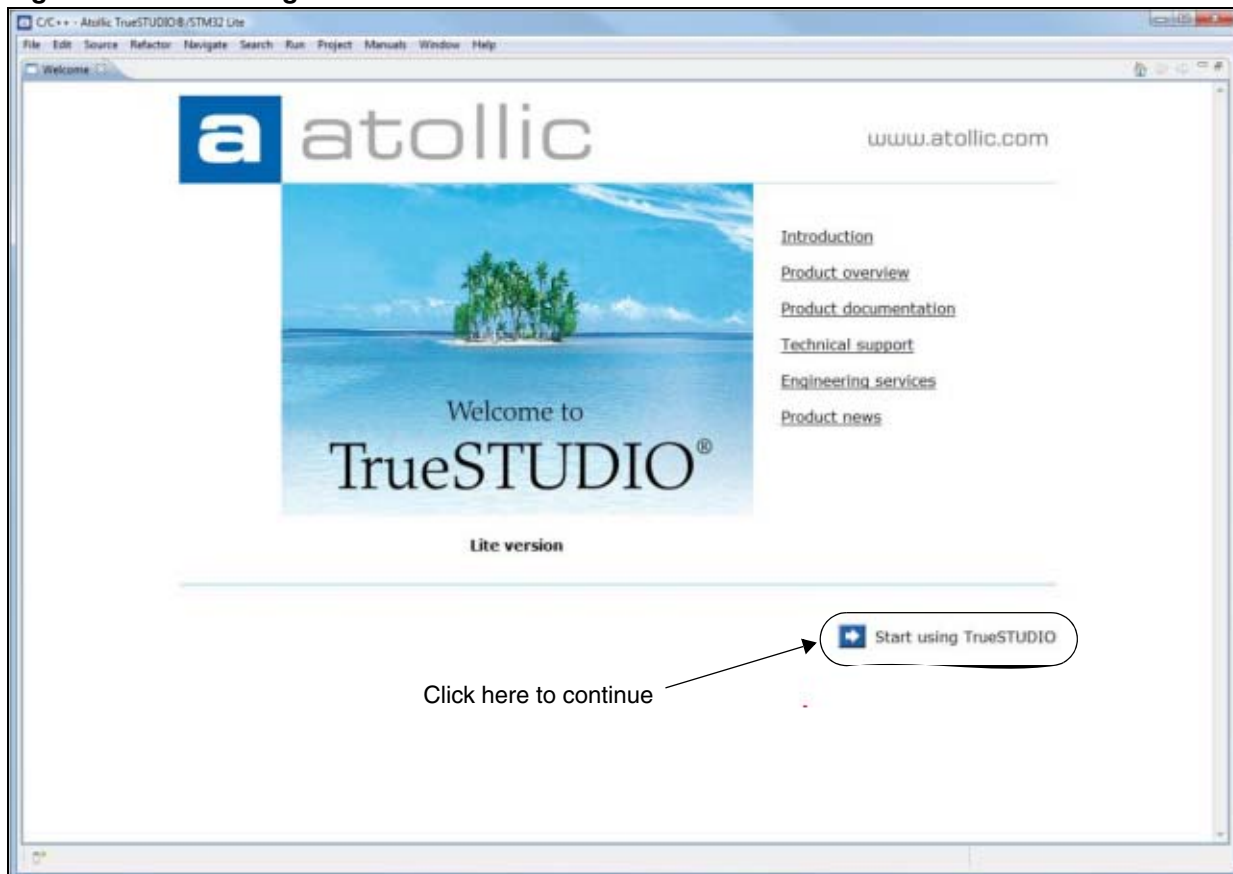 C/C++ - Atollic TrueSTUDIO®/STM32 Lite
File Edit Source Refactor Navigate Search Run Project Manuals Window Help
Welcome
a atollic
www.atollic.com
Introduction
Product overview
Product documentation
Technical support
Engineering services
Product news
Welcome to
TrueSTUDIO®
Lite version
Start using TrueSTUDIO
Click here to continue